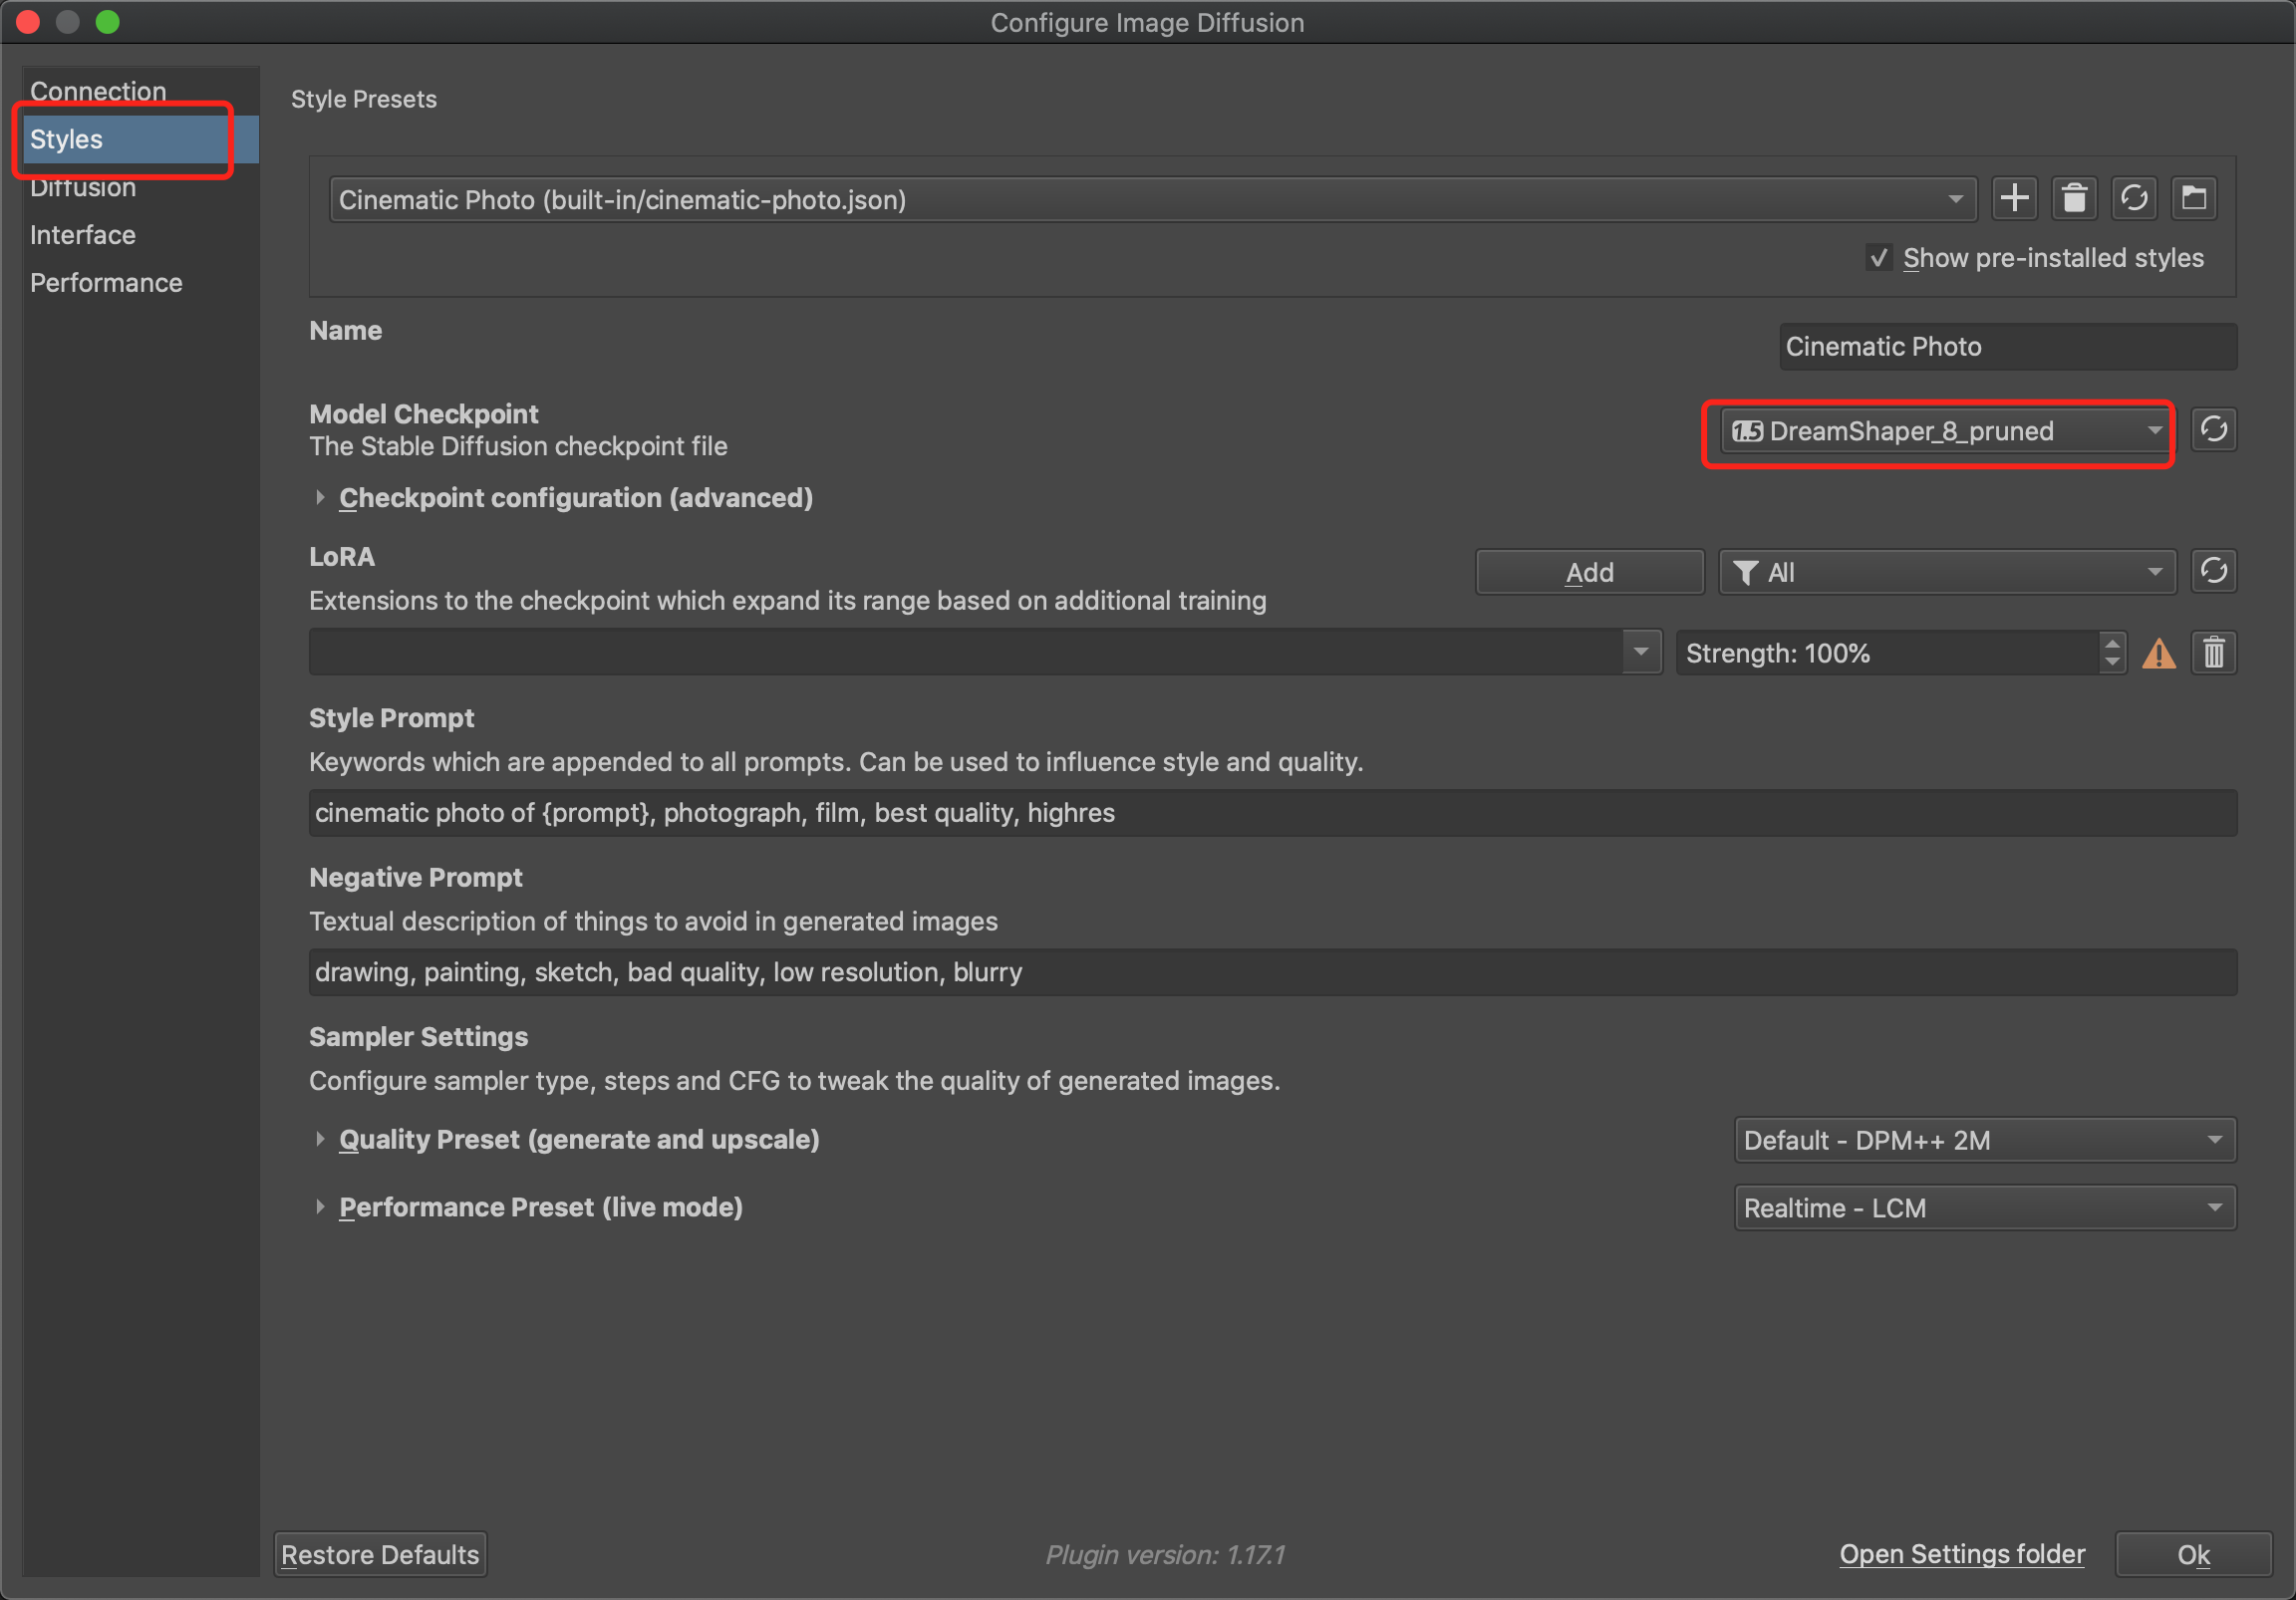 Configure Image Diffusion
Connection
Styles
Diffusion
Interface
Performance
Style Presets
Cinematic Photo (built-in/cinematic-photo.json)
Show pre-installed styles
Name
Cinematic Photo
Model Checkpoint
The Stable Diffusion checkpoint file
1.5 DreamShaper_8_pruned
Checkpoint configuration (advanced)
LoRA
Add
All
Extensions to the checkpoint which expand its range based on additional training
Strength: 100%
Style Prompt
Keywords which are appended to all prompts. Can be used to influence style and quality.
cinematic photo of {prompt}, photograph, film, best quality, highres
Negative Prompt
Textual description of things to avoid in generated images
drawing, painting, sketch, bad quality, low resolution, blurry
Sampler Settings
Configure sampler type, steps and CFG to tweak the quality of generated images.
Quality Preset (generate and upscale)
Default - DPM++ 2M
Performance Preset (live mode)
Realtime - LCM
Restore Defaults
Plugin version: 1.17.1
Open Settings folder
Ok